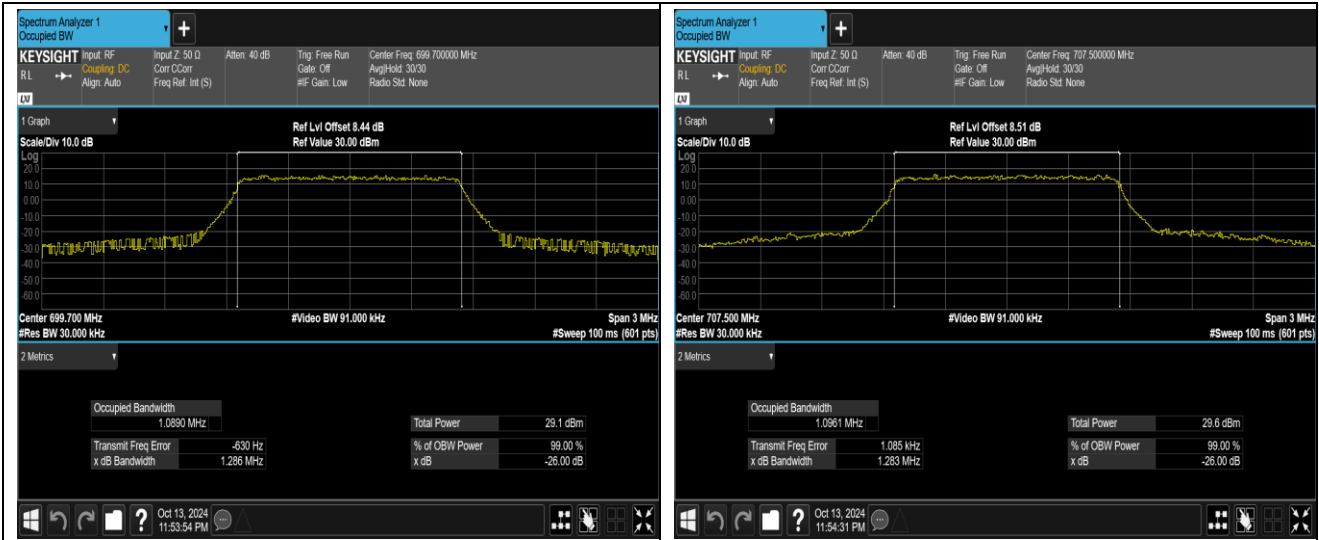 Spectrum Analyzer 1
Occupied BW
+
KEYSIGHT Input: RF Input Z: 50 Ω Atten: 40 dB Trig: Free Run Center Freq: 699.700000 MHz
R L Coupling: DC Corr CCorr Gate: Off Avg|Hold: 30/30
Align: Auto Freq Ref: Int (S) #IF Gain: Low Radio Std: None
LXI
1 Graph
Ref Lvl Offset 8.44 dB
Scale/Div 10.0 dB Ref Value 30.00 dBm
Log
20.0
10.0
0.00
-10.0
-20.0
-30.0
-40.0
-50.0
-60.0
Center 699.700 MHz #Video BW 91.000 kHz Span 3 MHz
#Res BW 30.000 kHz #Sweep 100 ms (601 pts)
2 Metrics
Occupied Bandwidth
1.0890 MHz Total Power 29.1 dBm
Transmit Freq Error -630 Hz % of OBW Power 99.00 %
x dB Bandwidth 1.286 MHz x dB -26.00 dB
? Oct 13, 2024
11:53:54 PM
Spectrum Analyzer 1
Occupied BW
+
KEYSIGHT Input: RF Input Z: 50 Ω Atten: 40 dB Trig: Free Run Center Freq: 707.500000 MHz
R L Coupling: DC Corr CCorr Gate: Off Avg|Hold: 30/30
Align: Auto Freq Ref: Int (S) #IF Gain: Low Radio Std: None
LXI
1 Graph
Ref Lvl Offset 8.51 dB
Scale/Div 10.0 dB Ref Value 30.00 dBm
Log
20.0
10.0
0.00
-10.0
-20.0
-30.0
-40.0
-50.0
-60.0
Center 707.500 MHz #Video BW 91.000 kHz Span 3 MHz
#Res BW 30.000 kHz #Sweep 100 ms (601 pts)
2 Metrics
Occupied Bandwidth
1.0961 MHz Total Power 29.6 dBm
Transmit Freq Error 1.085 kHz % of OBW Power 99.00 %
x dB Bandwidth 1.283 MHz x dB -26.00 dB
? Oct 13, 2024
11:54:31 PM